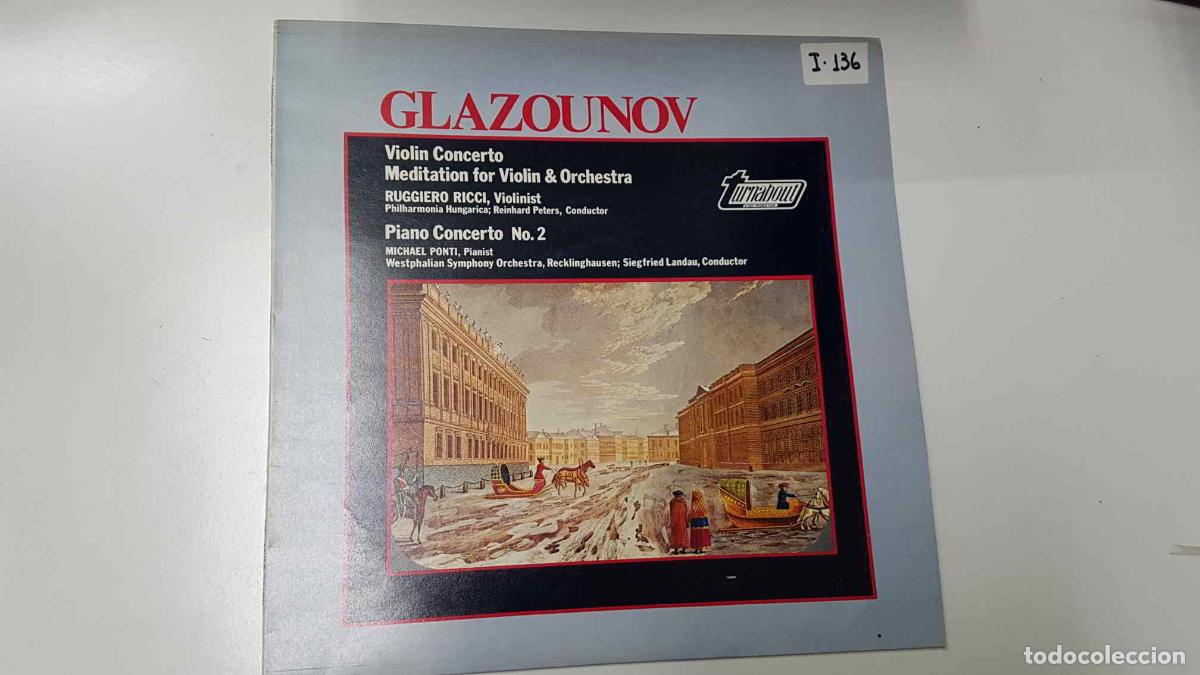 I-136
GLAZOUNOV
Violin Concerto
Meditation for Violin & Orchestra
RUGGIERO RICCI, Violinist
Philharmonia Hungarica; Reinhard Peters, Conductor
turnabout
Piano Concerto No. 2
MICHAEL PONTI, Pianist
Westphalian Symphony Orchestra, Recklinghausen; Siegfried Landau, Conductor
todocoleccion